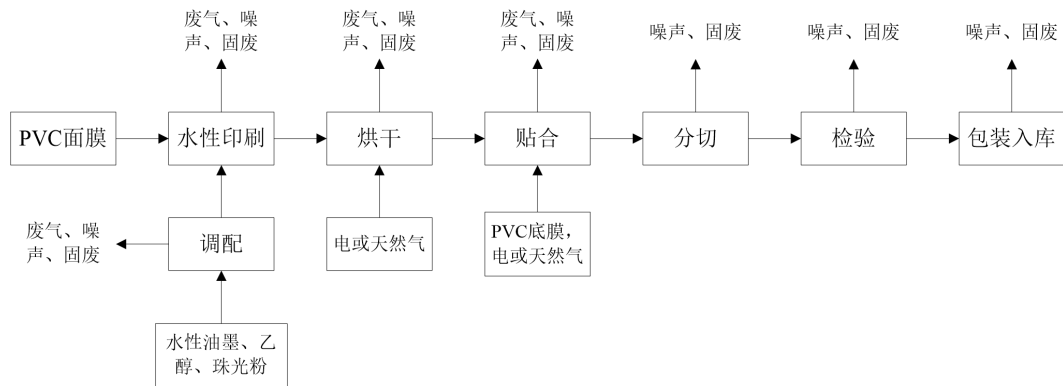 废气、噪
声、固废
废气、噪
声、固废
废气、噪
声、固废
噪声、固废
噪声、固废
噪声、固废
PVC面膜
水性印刷
烘干
贴合
分切
检验
包装入库
废气、噪
声、固废
调配
电或天然气
PVC底膜，
电或天然气
水性油墨、乙
醇、珠光粉